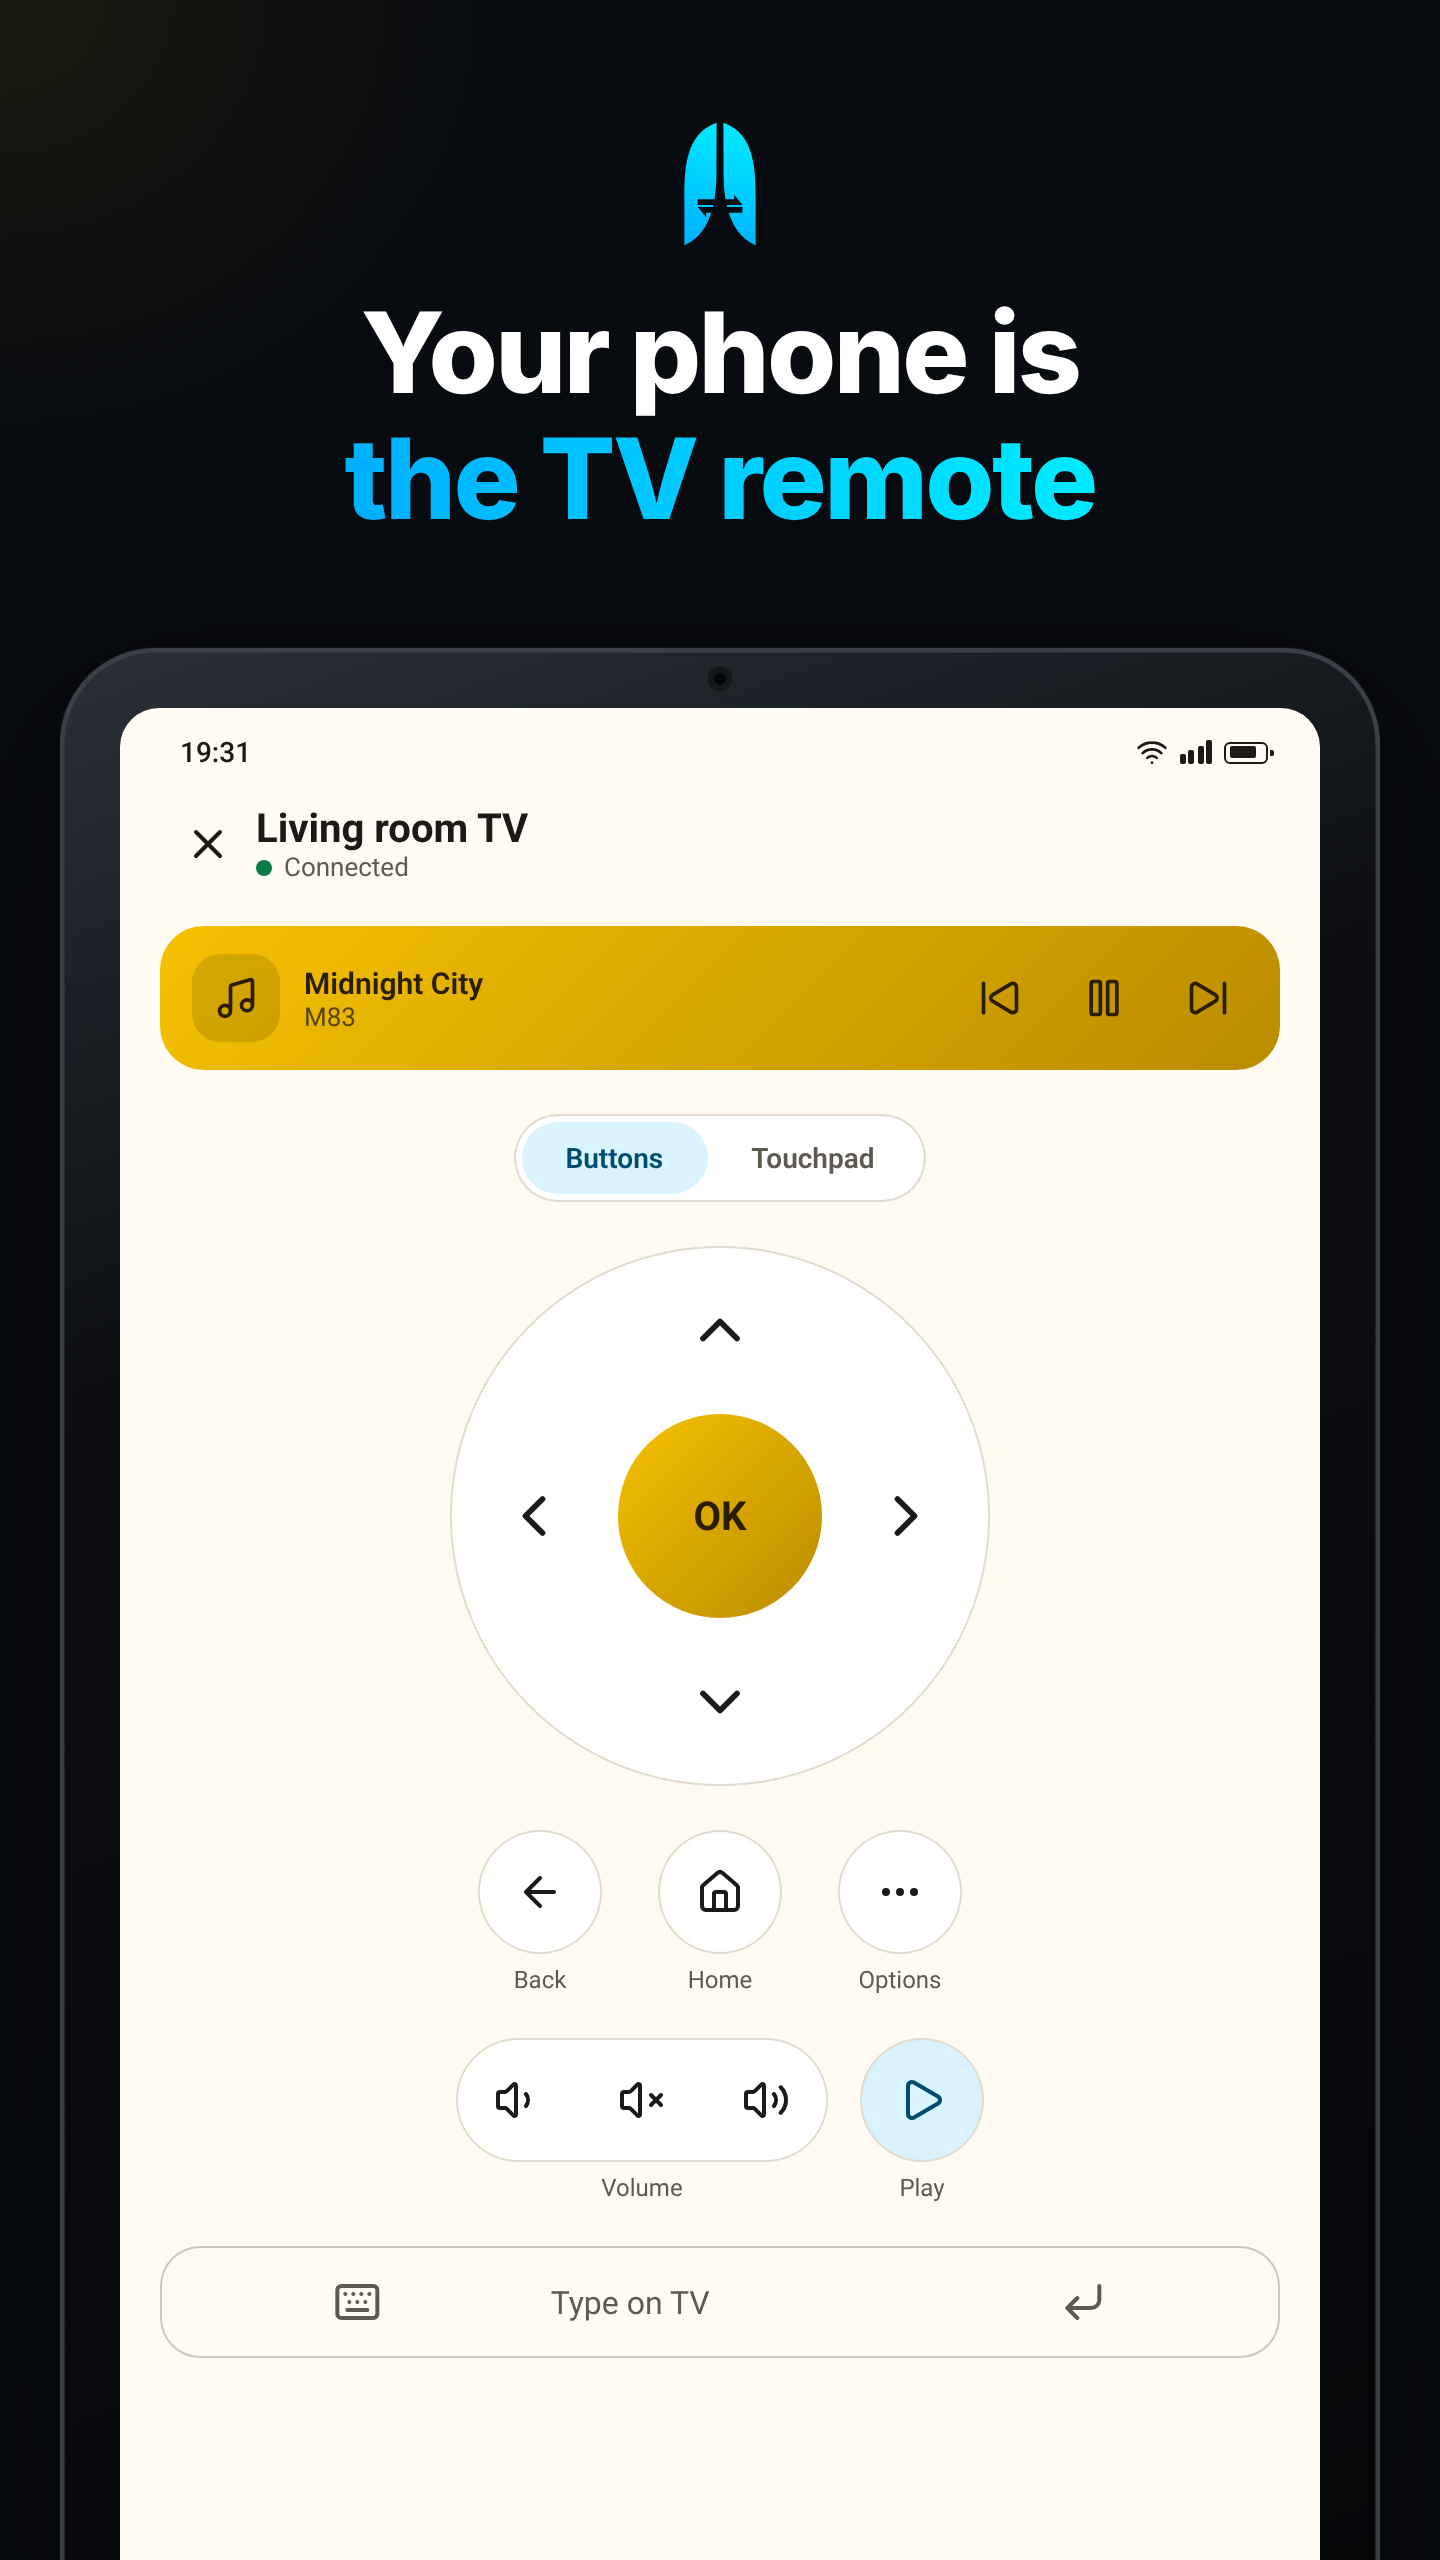 Your phone is
the TV remote
19:31
Living room TV
Connected
Midnight City
M83
Buttons
Touchpad
OK
Back
Home
Options
Volume
Play
Type on TV